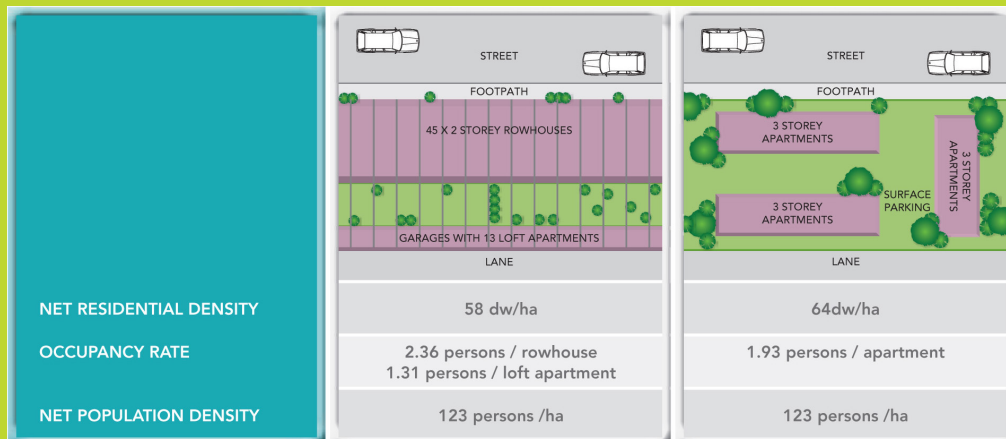 STREET
FOOTPATH
45 X 2 STOREY ROWHOUSES
GARAGES WITH 13 LOFT APARTMENTS
LANE
STREET
FOOTPATH
3 STOREY
APARTMENTS
3 STOREY
APARTMENTS
SURFACE
PARKING
3 STOREY
APARTMENTS
LANE
NET RESIDENTIAL DENSITY
58 dw/ha
64dw/ha
OCCUPANCY RATE
2.36 persons / rowhouse
1.31 persons / loft apartment
1.93 persons / apartment
NET POPULATION DENSITY
123 persons /ha
123 persons /ha